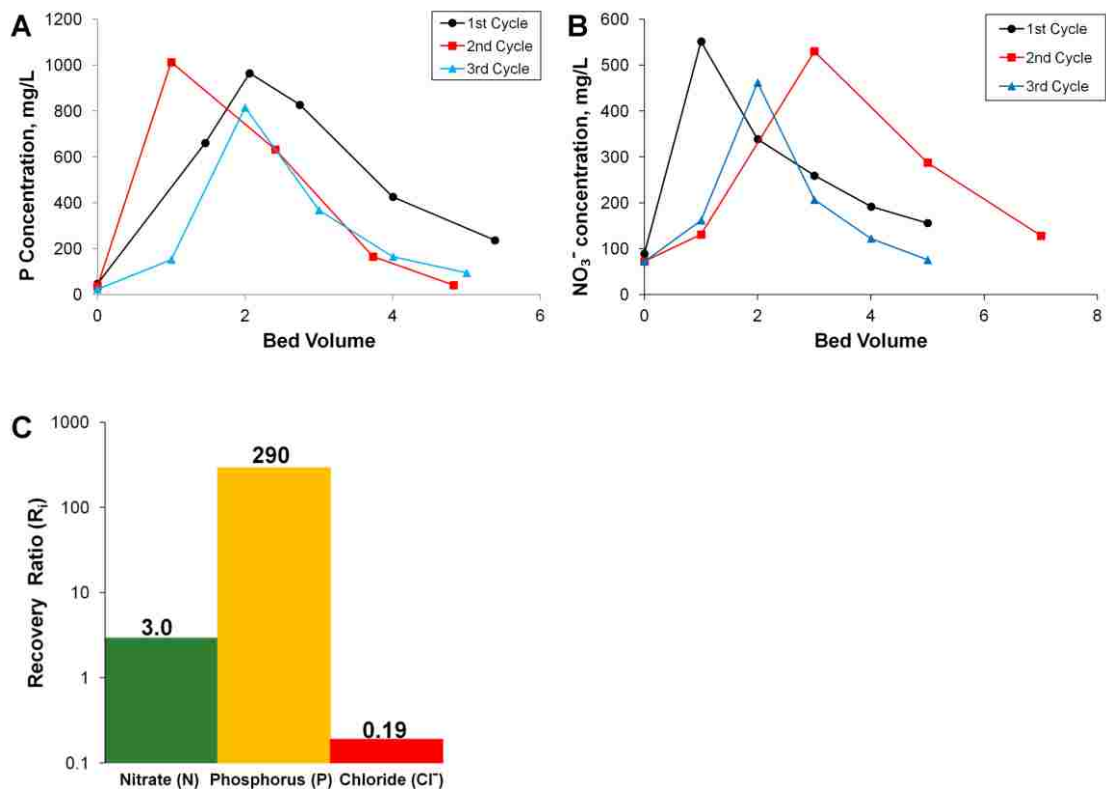 A
P Concentration, mg/L
1200
1000
800
600
400
200
0
0 2 4 6
Bed Volume
1st Cycle
2nd Cycle
3rd Cycle
B
NO₃⁻ concentration, mg/L
600
500
400
300
200
100
0
0 2 4 6 8
Bed Volume
1st Cycle
2nd Cycle
3rd Cycle
C
Recovery Ratio (Rᵢ)
1000
100
10
1
0.1
3.0
290
0.19
Nitrate (N) Phosphorus (P) Chloride (Cl⁻)